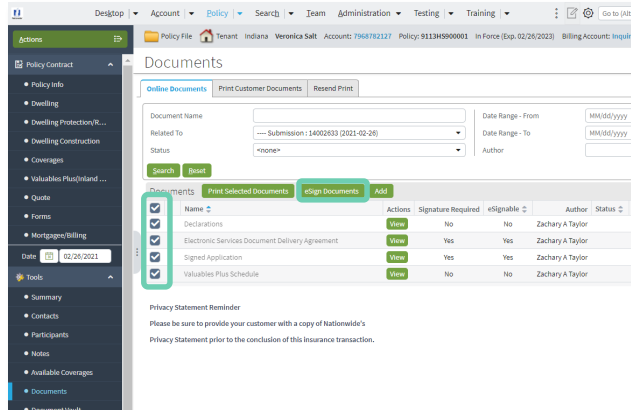 Desktop Account Policy Search Team Administration Testing Training Go to (Alt
Actions
Policy File Tenant Indiana Veronica Salt Account: 7968782127 Policy: 9113HS900001 In Force (Exp. 02/26/2023) Billing Account: Inquir
Policy Contract
Documents
Policy Info
Online Documents Print Customer Documents Resend Print
Dwelling
Dwelling Protection/R...
Document Name Date Range - From MM/dd/yyyy
Dwelling Construction
Related To ---- Submission : 14002633 (2021-02-26) Date Range - To MM/dd/yyyy
Coverages
Status <none> Author
Valuables Plus(Inland ...
Search Reset
Quote
Documents Print Selected Documents eSign Documents Add
Forms
Name Actions Signature Required eSignable Author Status
Mortgagee/Billing
Declarations View No No Zachary A Taylor
Electronic Services Document Delivery Agreement View Yes Yes Zachary A Taylor
Date 02/26/2021
Signed Application View Yes Yes Zachary A Taylor
Tools
Valuables Plus Schedule View No No Zachary A Taylor
Summary
Privacy Statement Reminder
Contacts
Please be sure to provide your customer with a copy of Nationwide's
Participants
Privacy Statement prior to the conclusion of this insurance transaction.
Notes
Available Coverages
Documents
Document Vault